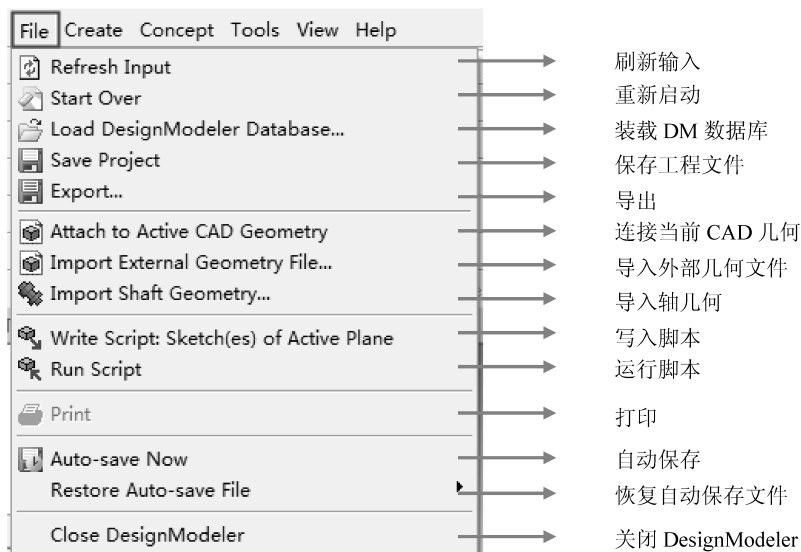 File Create Concept Tools View Help
Refresh Input 刷新输入
Start Over 重新启动
Load DesignModeler Database... 装载 DM 数据库
Save Project 保存工程文件
Export... 导出
Attach to Active CAD Geometry 连接当前 CAD 几何
Import External Geometry File... 导入外部几何文件
Import Shaft Geometry... 导入轴几何
Write Script: Sketch(es) of Active Plane 写入脚本
Run Script 运行脚本
Print 打印
Auto-save Now 自动保存
Restore Auto-save File 恢复自动保存文件
Close DesignModeler 关闭 DesignModeler